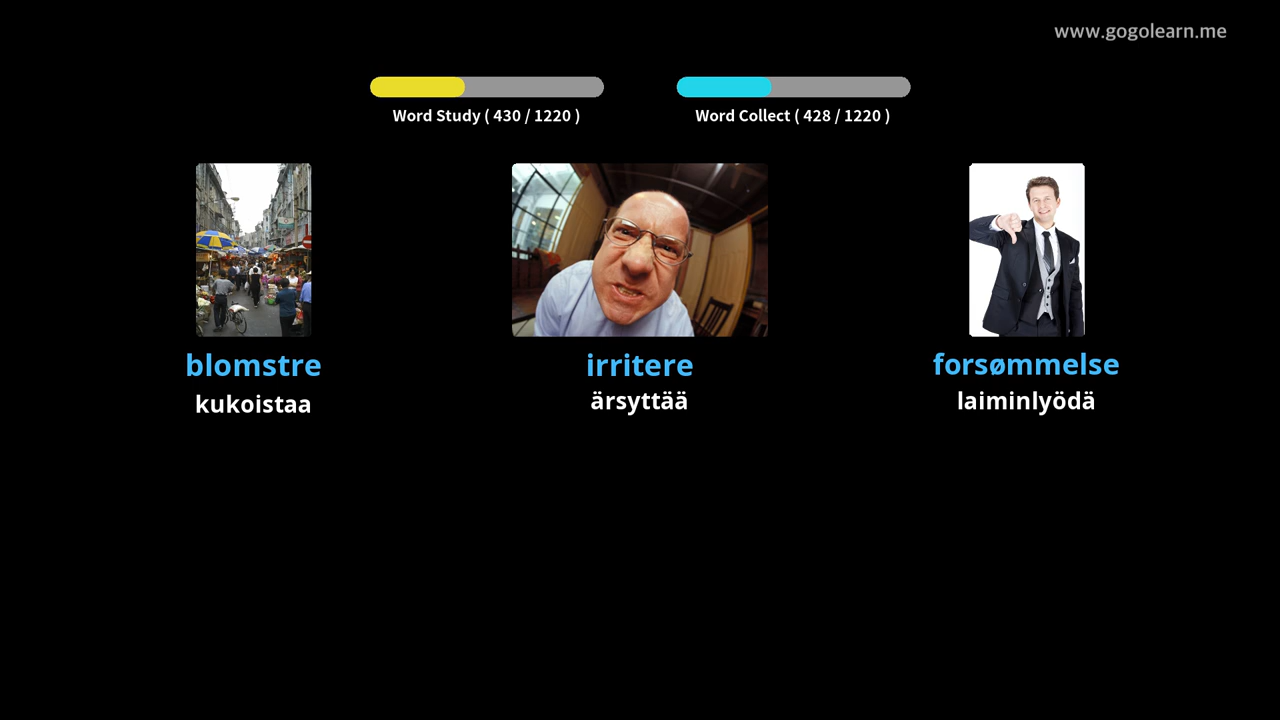 www.gogolearn.me
Word Study ( 430 / 1220 )
Word Collect ( 428 / 1220 )
blomstre
kukoistaa
irritere
ärsyttää
forsømmelse
laiminlyödä